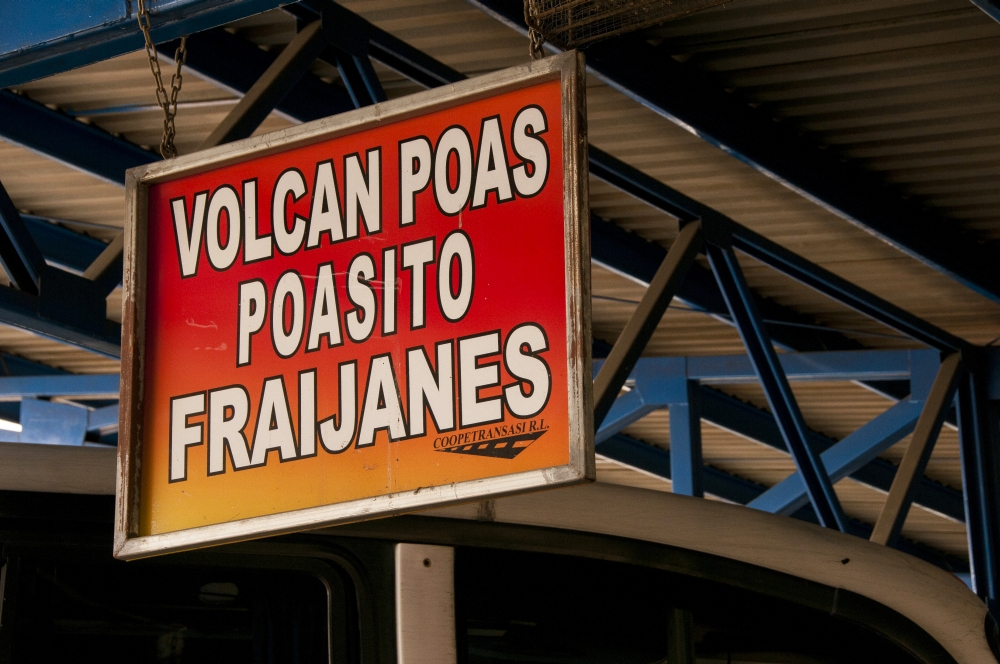 VOLCAN POAS
POASITO
FRAIJANES
COOPETRANSASI R.L.